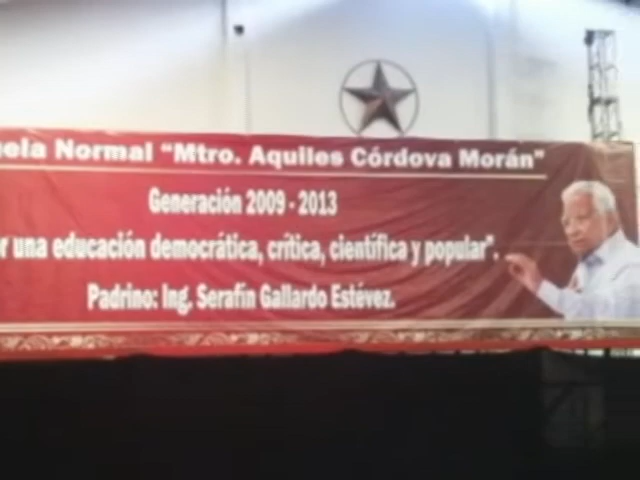 uela Normal "Mtro. Aquiles Córdova Morán"
Generación 2009 - 2013
r una educación democrática, crítica, científica y popular".
Padrino: Ing. Serafín Gallardo Estévez.